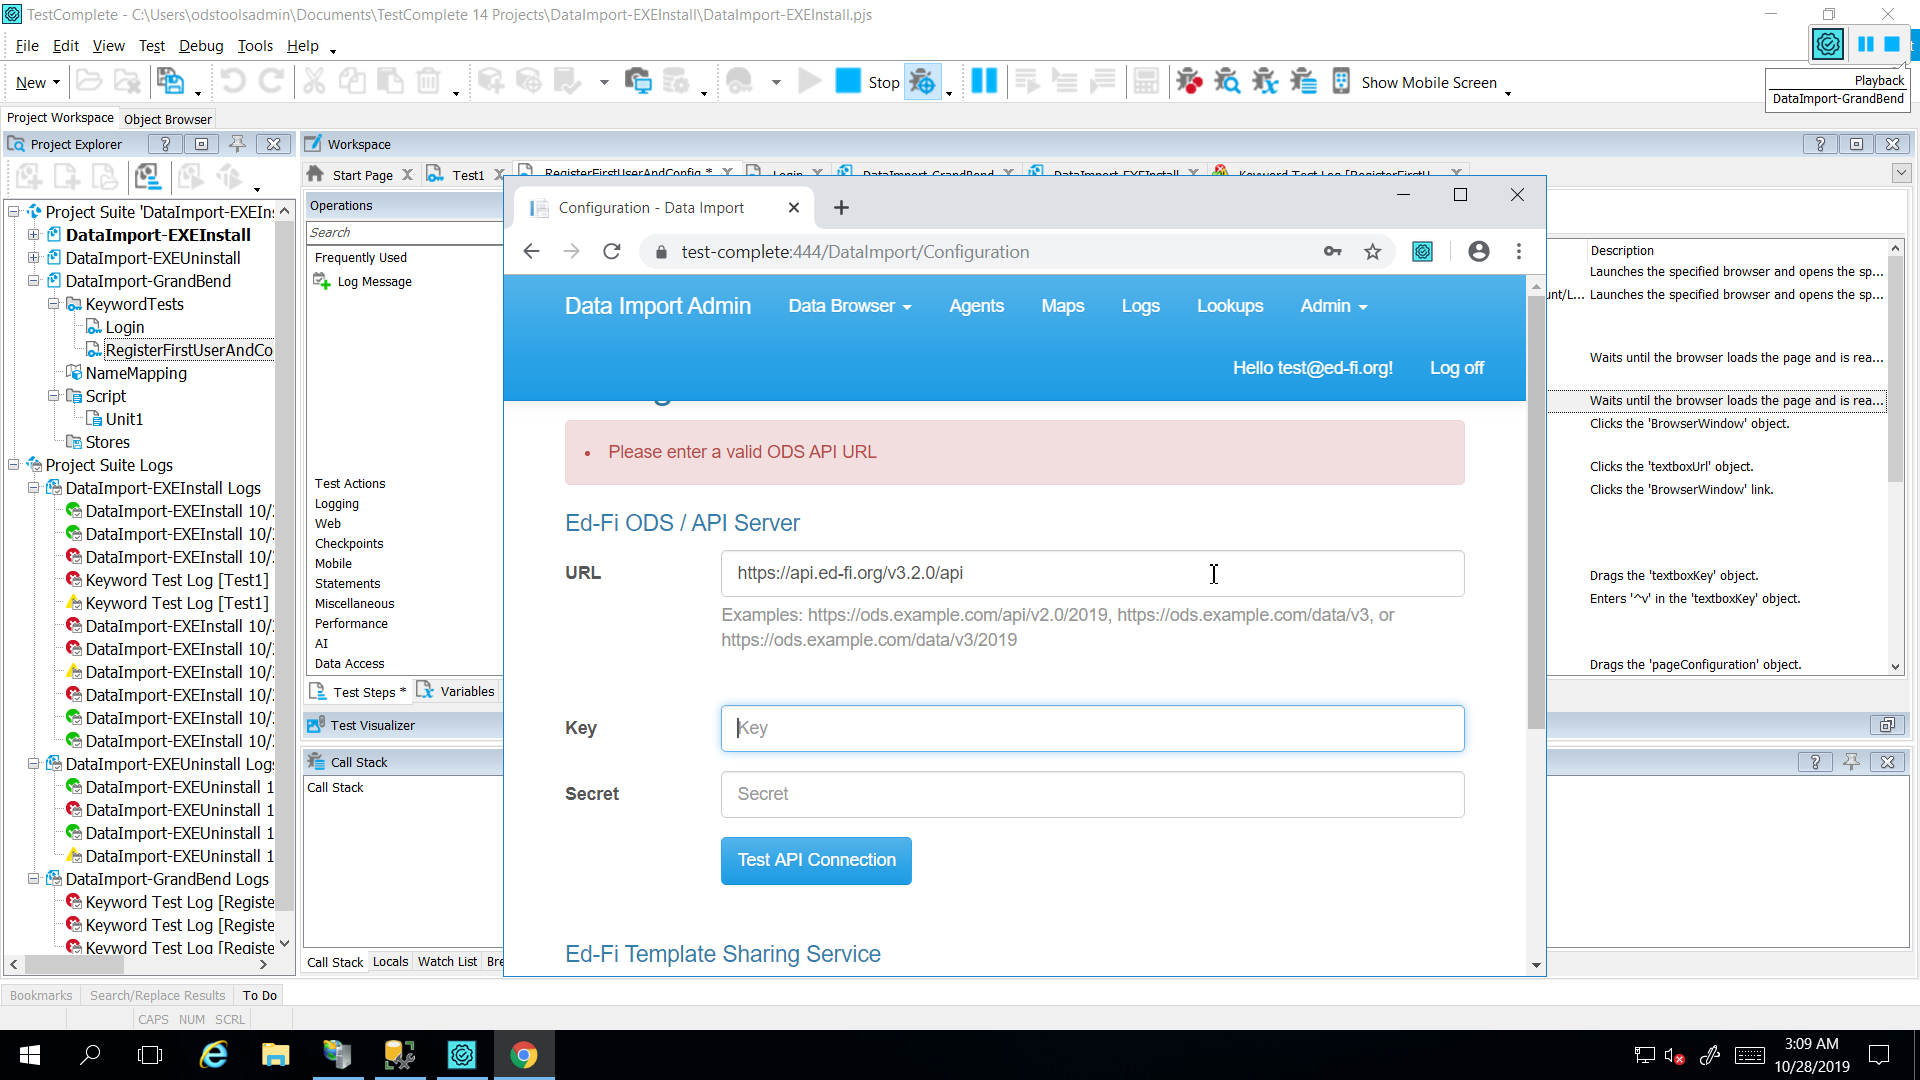 TestComplete - C:\Users\odstoolsadmin\Documents\TestComplete 14 Projects\DataImport-EXEInstall\DataImport-EXEInstall.pjs
File Edit View Test Debug Tools Help
New
Stop
Show Mobile Screen
Playback
DataImport-GrandBend
Project Workspace
Object Browser
Project Explorer
Workspace
Start Page
Test1
RegisterFirstUserAndConfig *
Login
DataImport-GrandBend
DataImport-EXEInstall
Keyword Test Log [RegisterFirstU
Project Suite 'DataImport-EXEIns
DataImport-EXEInstall
DataImport-EXEUninstall
DataImport-GrandBend
KeywordTests
Login
RegisterFirstUserAndCo
NameMapping
Script
Unit1
Stores
Project Suite Logs
DataImport-EXEInstall Logs
DataImport-EXEInstall 10/
DataImport-EXEInstall 10/
DataImport-EXEInstall 10/
Keyword Test Log [Test1]
Keyword Test Log [Test1]
DataImport-EXEInstall 10/
DataImport-EXEInstall 10/
DataImport-EXEInstall 10/
DataImport-EXEInstall 10/
DataImport-EXEInstall 10/
DataImport-EXEInstall 10/
DataImport-EXEUninstall Logs
DataImport-EXEUninstall 1
DataImport-EXEUninstall 1
DataImport-EXEUninstall 1
DataImport-EXEUninstall 1
DataImport-GrandBend Logs
Keyword Test Log [Registe
Keyword Test Log [Registe
Keyword Test Log [Registe
Operations
Search
Frequently Used
Log Message
Test Actions
Logging
Web
Checkpoints
Mobile
Statements
Miscellaneous
Performance
AI
Data Access
Test Steps *
Variables
Test Visualizer
Call Stack
Call Stack
Call Stack
Locals
Watch List
Bre
Configuration - Data Import
test-complete:444/DataImport/Configuration
Data Import Admin
Data Browser
Agents
Maps
Logs
Lookups
Admin
Hello test@ed-fi.org!
Log off
Please enter a valid ODS API URL
Ed-Fi ODS / API Server
URL
https://api.ed-fi.org/v3.2.0/api
Examples: https://ods.example.com/api/v2.0/2019, https://ods.example.com/data/v3, or
https://ods.example.com/data/v3/2019
Key
Key
Secret
Secret
Test API Connection
Ed-Fi Template Sharing Service
Description
Launches the specified browser and opens the sp...
unt/L... Launches the specified browser and opens the sp...
Waits until the browser loads the page and is rea...
Waits until the browser loads the page and is rea...
Clicks the 'BrowserWindow' object.
Clicks the 'textboxUrl' object.
Clicks the 'BrowserWindow' link.
Drags the 'textboxKey' object.
Enters '^v' in the 'textboxKey' object.
Drags the 'pageConfiguration' object.
Bookmarks
Search/Replace Results
To Do
CAPS NUM SCRL
3:09 AM
10/28/2019